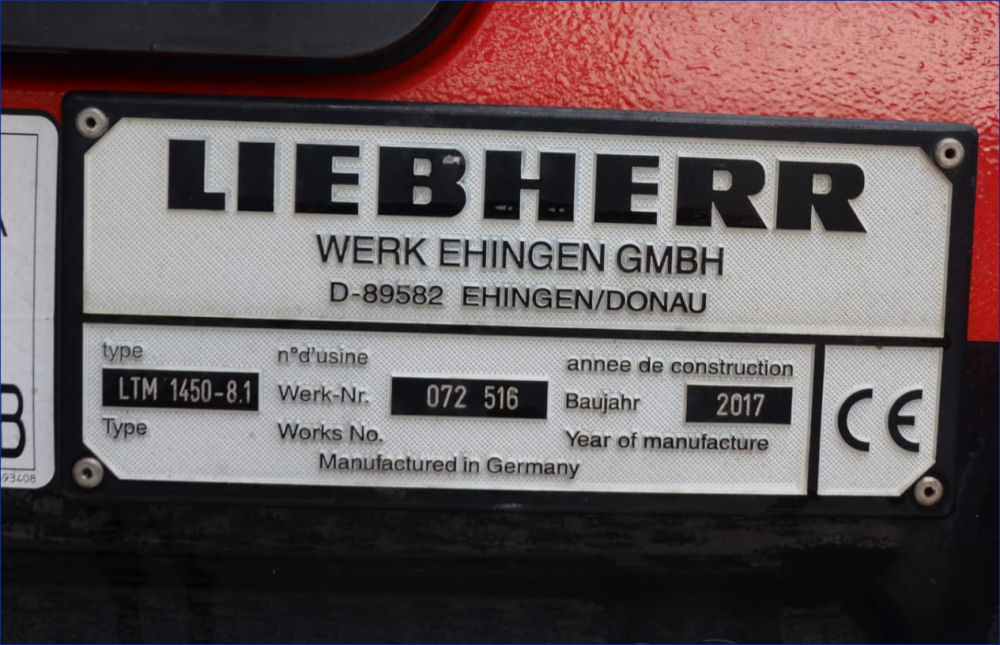 LIEBHERR
WERK EHINGEN GMBH
D-89582 EHINGEN/DONAU
type
LTM 1450-8.1
Type
n°d'usine
Werk-Nr. 072 516
Works No.
annee de construction
Baujahr 2017
Year of manufacture
Manufactured in Germany
CE
B
93408